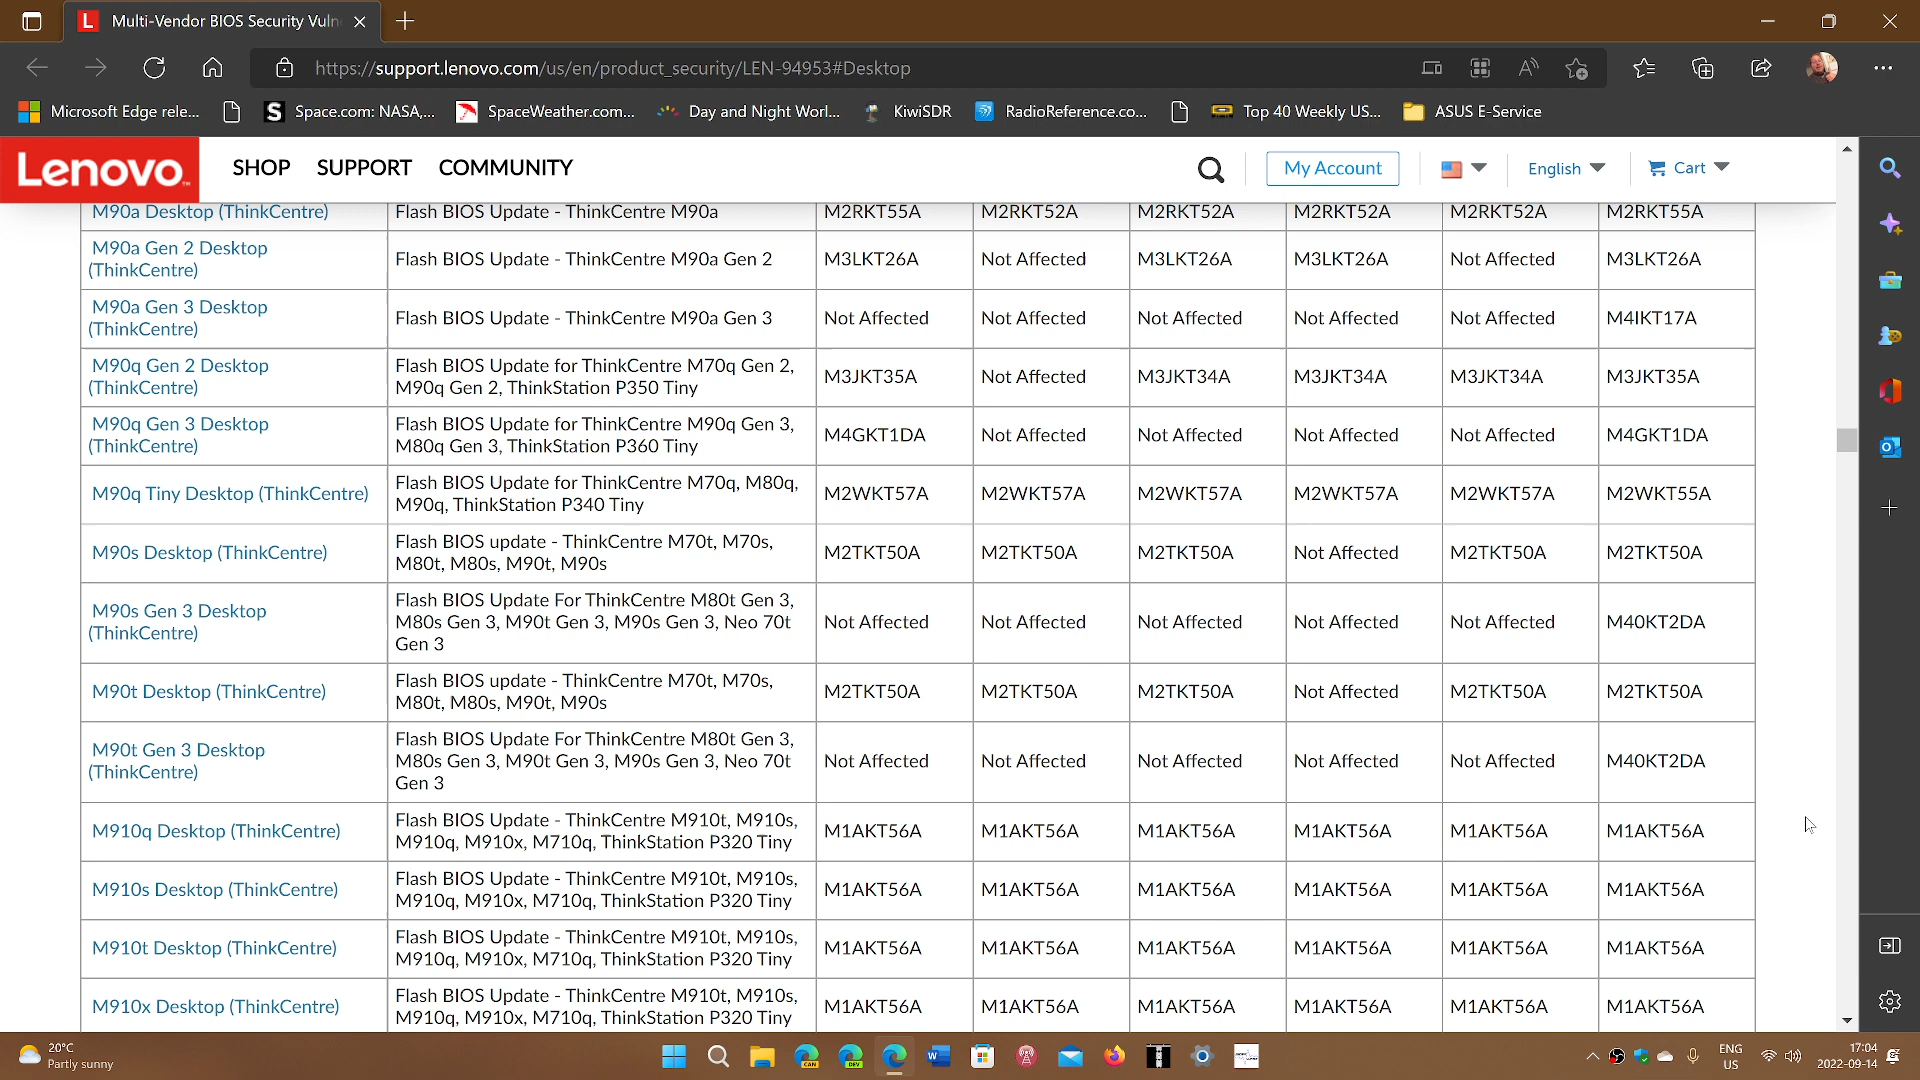 Multi-Vendor BIOS Security Vuln
https://support.lenovo.com/us/en/product_security/LEN-94953#Desktop
Microsoft Edge rele... Space.com: NASA,... SpaceWeather.com... Day and Night Worl... KiwiSDR RadioReference.co... Top 40 Weekly US... ASUS E-Service
Lenovo SHOP SUPPORT COMMUNITY My Account English Cart
M90a Desktop (ThinkCentre) Flash BIOS Update - ThinkCentre M90a M2RKT55A M2RKT52A M2RKT52A M2RKT52A M2RKT52A M2RKT55A
M90a Gen 2 Desktop
(ThinkCentre)
Flash BIOS Update - ThinkCentre M90a Gen 2 M3LKT26A Not Affected M3LKT26A M3LKT26A Not Affected M3LKT26A
M90a Gen 3 Desktop
(ThinkCentre)
Flash BIOS Update - ThinkCentre M90a Gen 3 Not Affected Not Affected Not Affected Not Affected Not Affected M4IKT17A
M90q Gen 2 Desktop
(ThinkCentre)
Flash BIOS Update for ThinkCentre M70q Gen 2,
M90q Gen 2, ThinkStation P350 Tiny
M3JKT35A Not Affected M3JKT34A M3JKT34A M3JKT34A M3JKT35A
M90q Gen 3 Desktop
(ThinkCentre)
Flash BIOS Update for ThinkCentre M90q Gen 3,
M80q Gen 3, ThinkStation P360 Tiny
M4GKT1DA Not Affected Not Affected Not Affected Not Affected M4GKT1DA
M90q Tiny Desktop (ThinkCentre)
Flash BIOS Update for ThinkCentre M70q, M80q,
M90q, ThinkStation P340 Tiny
M2WKT57A M2WKT57A M2WKT57A M2WKT57A M2WKT57A M2WKT55A
M90s Desktop (ThinkCentre)
Flash BIOS update - ThinkCentre M70t, M70s,
M80t, M80s, M90t, M90s
M2TKT50A M2TKT50A M2TKT50A Not Affected M2TKT50A M2TKT50A
M90s Gen 3 Desktop
(ThinkCentre)
Flash BIOS Update For ThinkCentre M80t Gen 3,
M80s Gen 3, M90t Gen 3, M90s Gen 3, Neo 70t
Gen 3
Not Affected Not Affected Not Affected Not Affected Not Affected M40KT2DA
M90t Desktop (ThinkCentre)
Flash BIOS update - ThinkCentre M70t, M70s,
M80t, M80s, M90t, M90s
M2TKT50A M2TKT50A M2TKT50A Not Affected M2TKT50A M2TKT50A
M90t Gen 3 Desktop
(ThinkCentre)
Flash BIOS Update For ThinkCentre M80t Gen 3,
M80s Gen 3, M90t Gen 3, M90s Gen 3, Neo 70t
Gen 3
Not Affected Not Affected Not Affected Not Affected Not Affected M40KT2DA
M910q Desktop (ThinkCentre)
Flash BIOS Update - ThinkCentre M910t, M910s,
M910q, M910x, M710q, ThinkStation P320 Tiny
M1AKT56A M1AKT56A M1AKT56A M1AKT56A M1AKT56A M1AKT56A
M910s Desktop (ThinkCentre)
Flash BIOS Update - ThinkCentre M910t, M910s,
M910q, M910x, M710q, ThinkStation P320 Tiny
M1AKT56A M1AKT56A M1AKT56A M1AKT56A M1AKT56A M1AKT56A
M910t Desktop (ThinkCentre)
Flash BIOS Update - ThinkCentre M910t, M910s,
M910q, M910x, M710q, ThinkStation P320 Tiny
M1AKT56A M1AKT56A M1AKT56A M1AKT56A M1AKT56A M1AKT56A
M910x Desktop (ThinkCentre)
Flash BIOS Update - ThinkCentre M910t, M910s,
M910q, M910x, M710q, ThinkStation P320 Tiny
M1AKT56A M1AKT56A M1AKT56A M1AKT56A M1AKT56A M1AKT56A
20°C
Partly sunny
CAN
DEV
ENG
US
17:04
2022-09-14